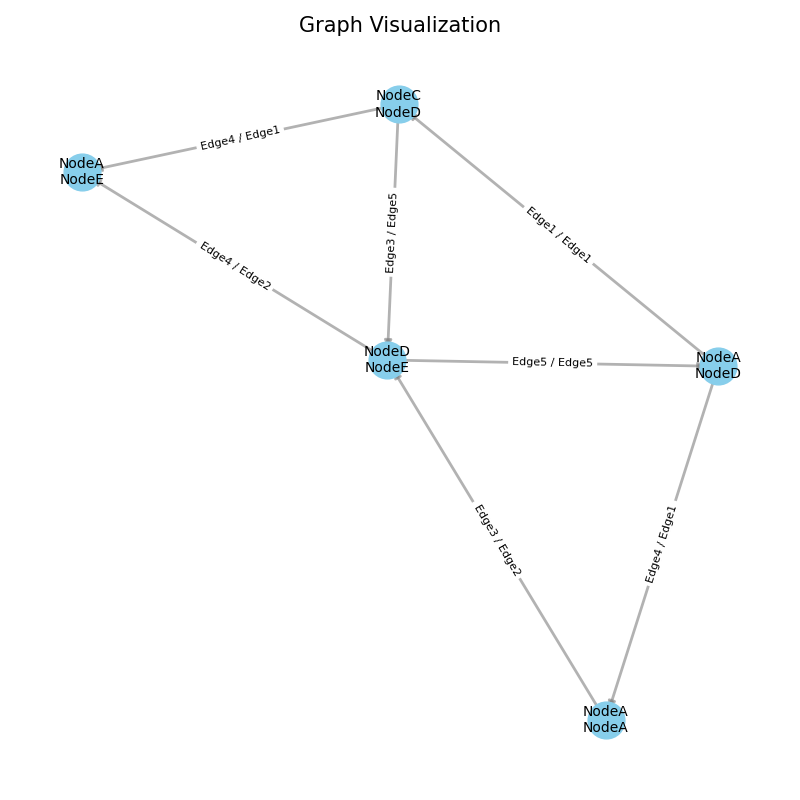 Graph Visualization
NodeC
NodeD
Edge4 / Edge1
NodeA
NodeE
Edge3 / Edge5
Edge1 / Edge1
Edge4 / Edge2
NodeD
NodeE
Edge5 / Edge5
NodeA
NodeD
Edge3 / Edge2
Edge4 / Edge1
NodeA
NodeA